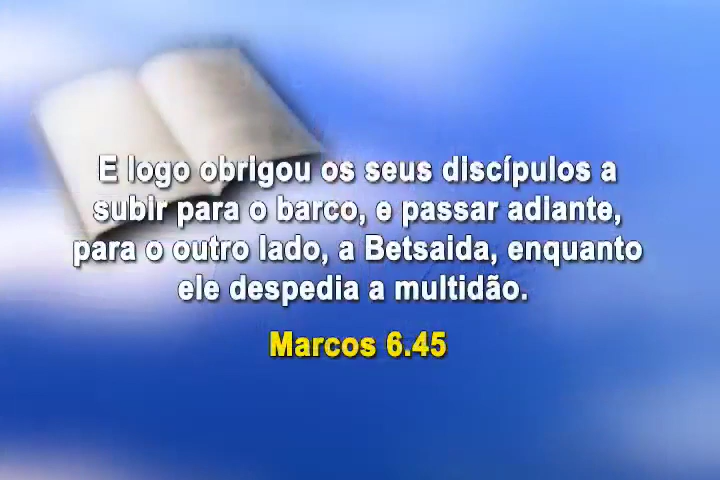 E logo obrigou os seus discípulos a
subir para o barco, e passar adiante,
para o outro lado, a Betsaida, enquanto
ele despedia a multidão.
Marcos 6.45